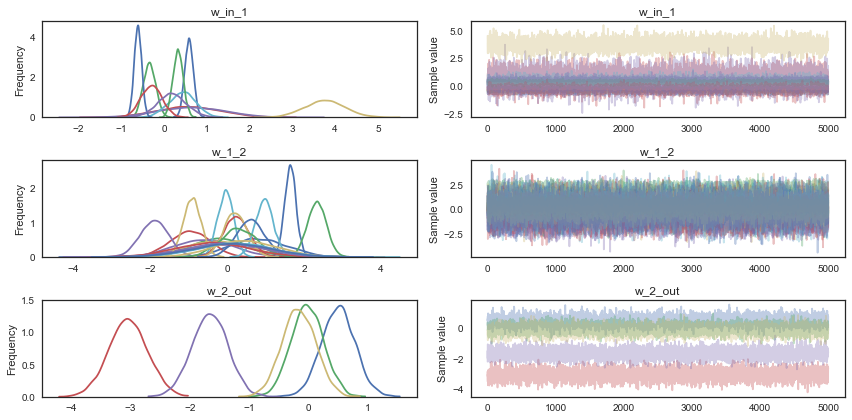 w_in_1
w_in_1
Frequency
4
2
0
−2 −1 0 1 2 3 4 5
Sample value
5.0
2.5
0.0
−2.5
0 1000 2000 3000 4000 5000
w_1_2
w_1_2
Frequency
2
1
0
−4 −2 0 2 4
Sample value
2.5
0.0
−2.5
0 1000 2000 3000 4000 5000
w_2_out
w_2_out
Frequency
1.5
1.0
0.5
0.0
−4 −3 −2 −1 0 1
Sample value
0
−2
−4
0 1000 2000 3000 4000 5000